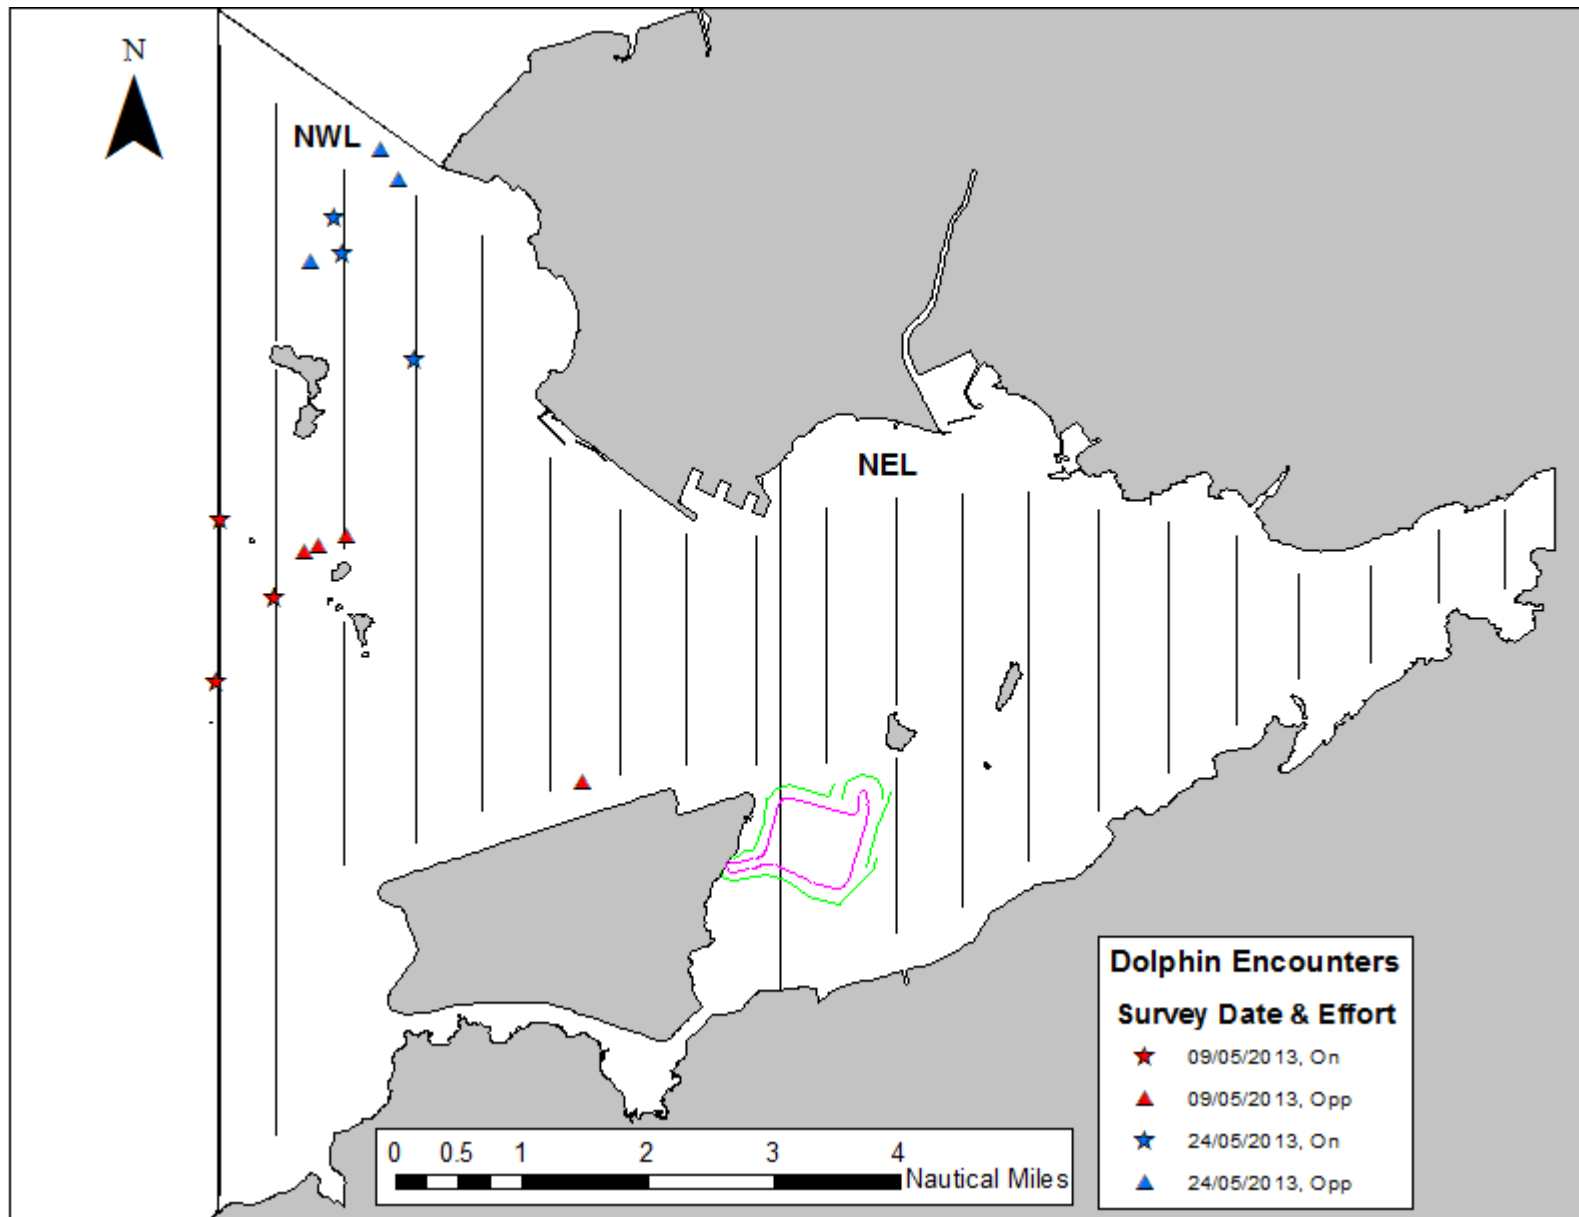 N
NWL
NEL
Dolphin Encounters
Survey Date & Effort
09/05/2013, On
09/05/2013, Opp
24/05/2013, On
24/05/2013, Opp
0 0.5 1 2 3 4
Nautical Miles